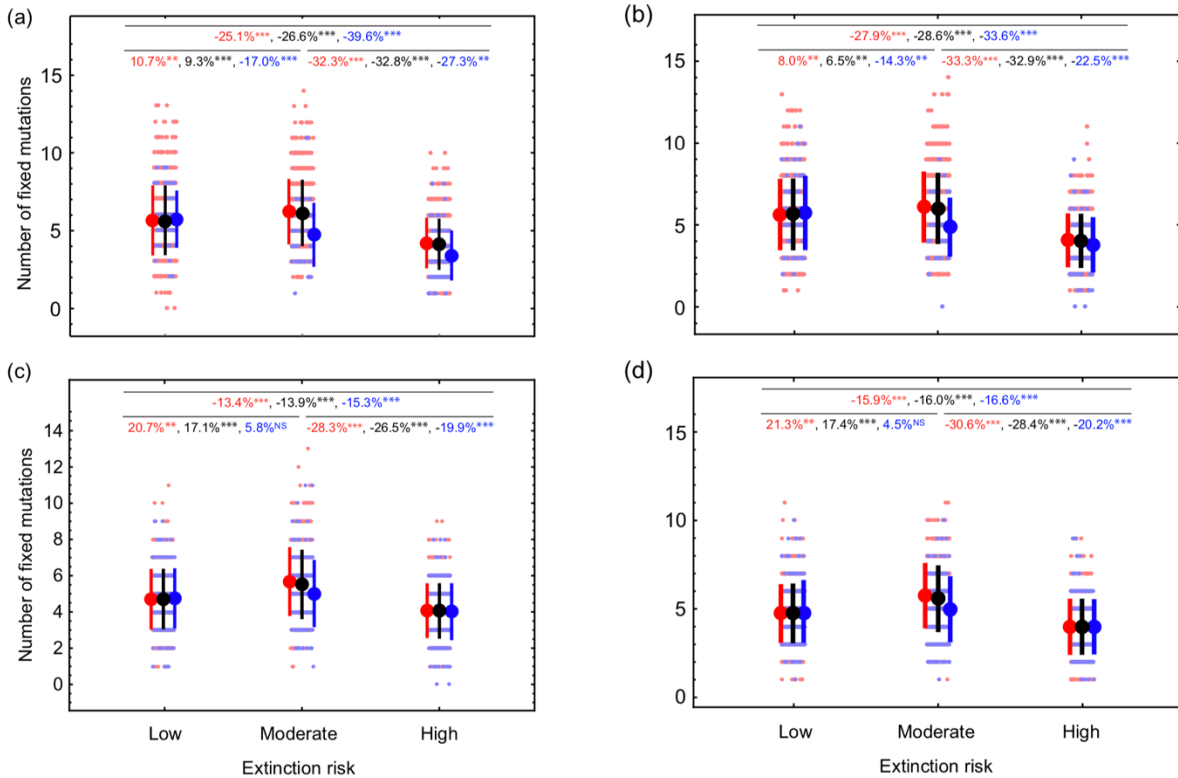 (a)
-25.1%***, -26.6%***, -39.6%***
10.7%**, 9.3%***, -17.0%*** -32.3%***, -32.8%***, -27.3%**
Number of fixed mutations
15
10
5
0
(b)
-27.9%***, -28.6%***, -33.6%***
8.0%**, 6.5%**, -14.3%** -33.3%***, -32.9%***, -22.5%***
15
10
5
0
(c)
-13.4%***, -13.9%***, -15.3%***
20.7%**, 17.1%***, 5.8%NS -28.3%***, -26.5%***, -19.9%***
Number of fixed mutations
14
12
10
8
6
4
2
0
Low Moderate High
Extinction risk
(d)
-15.9%***, -16.0%***, -16.6%***
21.3%**, 17.4%***, 4.5%NS -30.6%***, -28.4%***, -20.2%***
15
10
5
0
Low Moderate High
Extinction risk